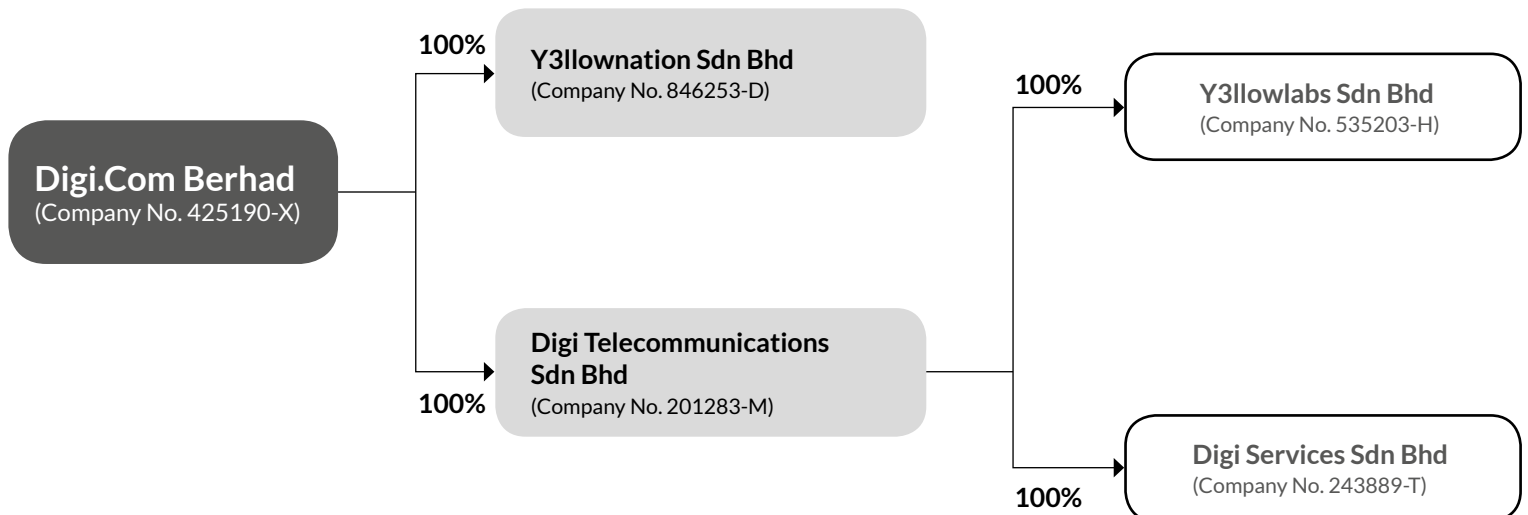 Digi.Com Berhad
(Company No. 425190-X)
100%
Y3llownation Sdn Bhd
(Company No. 846253-D)
100%
Digi Telecommunications
Sdn Bhd
(Company No. 201283-M)
100%
Y3llowlabs Sdn Bhd
(Company No. 535203-H)
100%
Digi Services Sdn Bhd
(Company No. 243889-T)